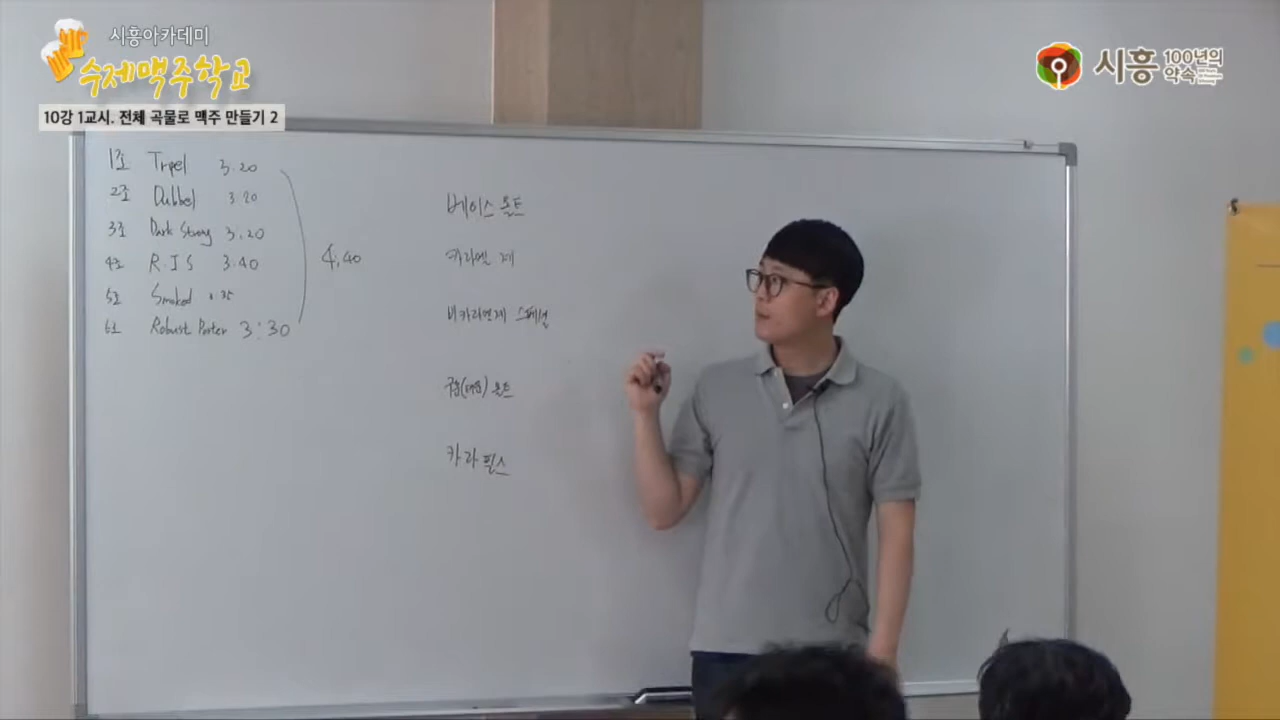 시흥아카데미
수제맥주학교
10강 1교시. 전체 곡물로 맥주 만들기 2
시흥 100년의 약속
1조 Tripel 3.20
2조 Dubbel 3.20
3조 Dark Strong 3.20
4조 R.I.S 3.40
5조 Smoked
6조 Robust Porter 3:30
4.40
베이스 몰트
카라멜계
비카라멜계 스페셜
몰트
카라 필스